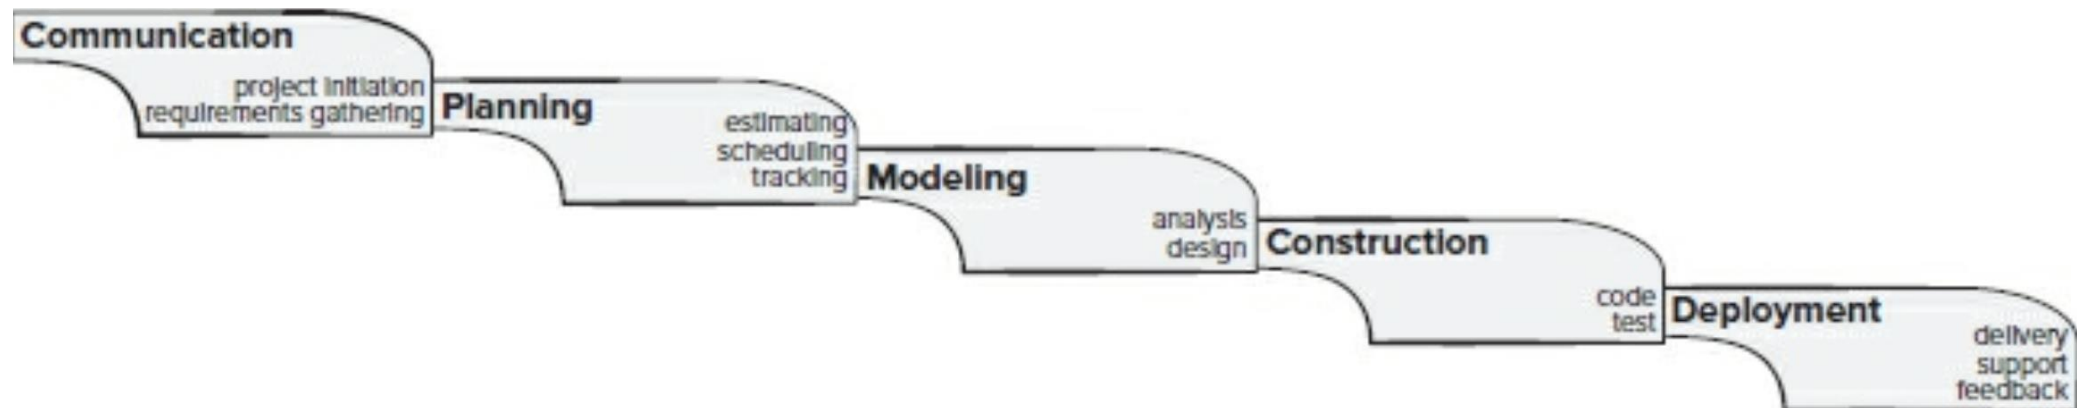 Communication
project initiation
requirements gathering
Planning
estimating
scheduling
tracking
Modeling
analysis
design
Construction
code
test
Deployment
delivery
support
feedback